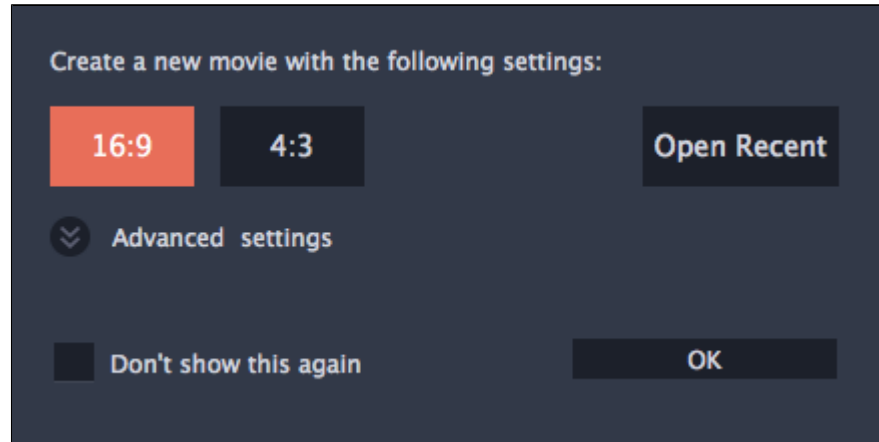 Create a new movie with the following settings:
16:9 4:3 Open Recent
Advanced settings
Don't show this again OK